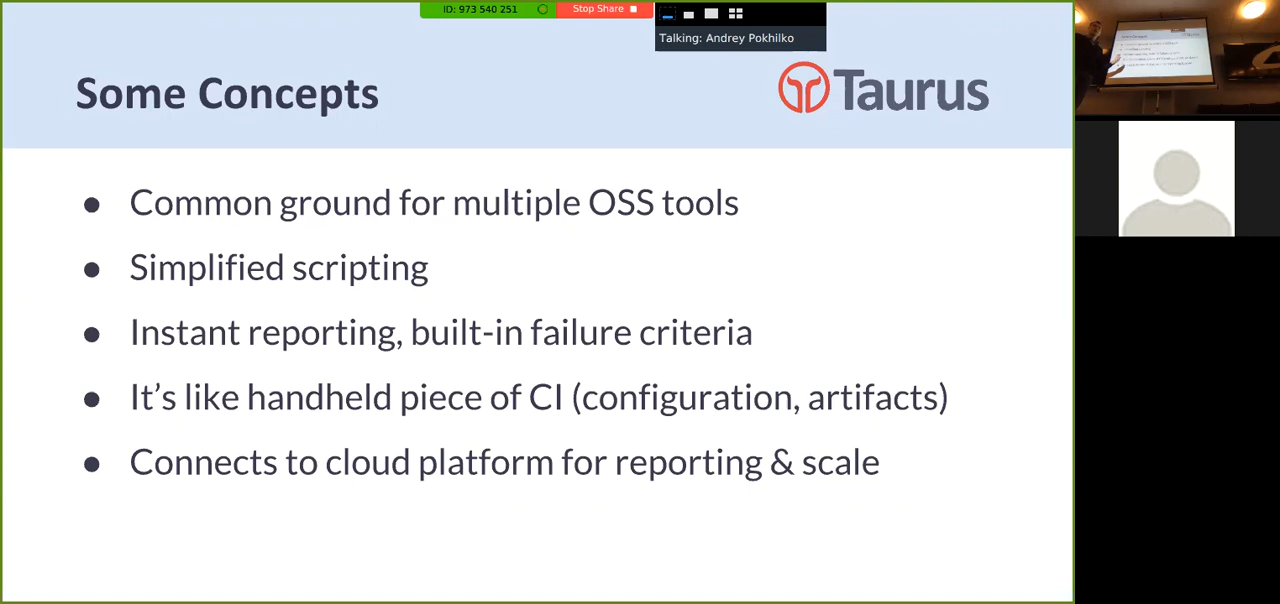 ID: 973 540 251
Stop Share
Talking: Andrey Pokhilko
Some Concepts
Taurus
● Common ground for multiple OSS tools
● Simplified scripting
● Instant reporting, built-in failure criteria
● It’s like handheld piece of CI (configuration, artifacts)
● Connects to cloud platform for reporting & scale